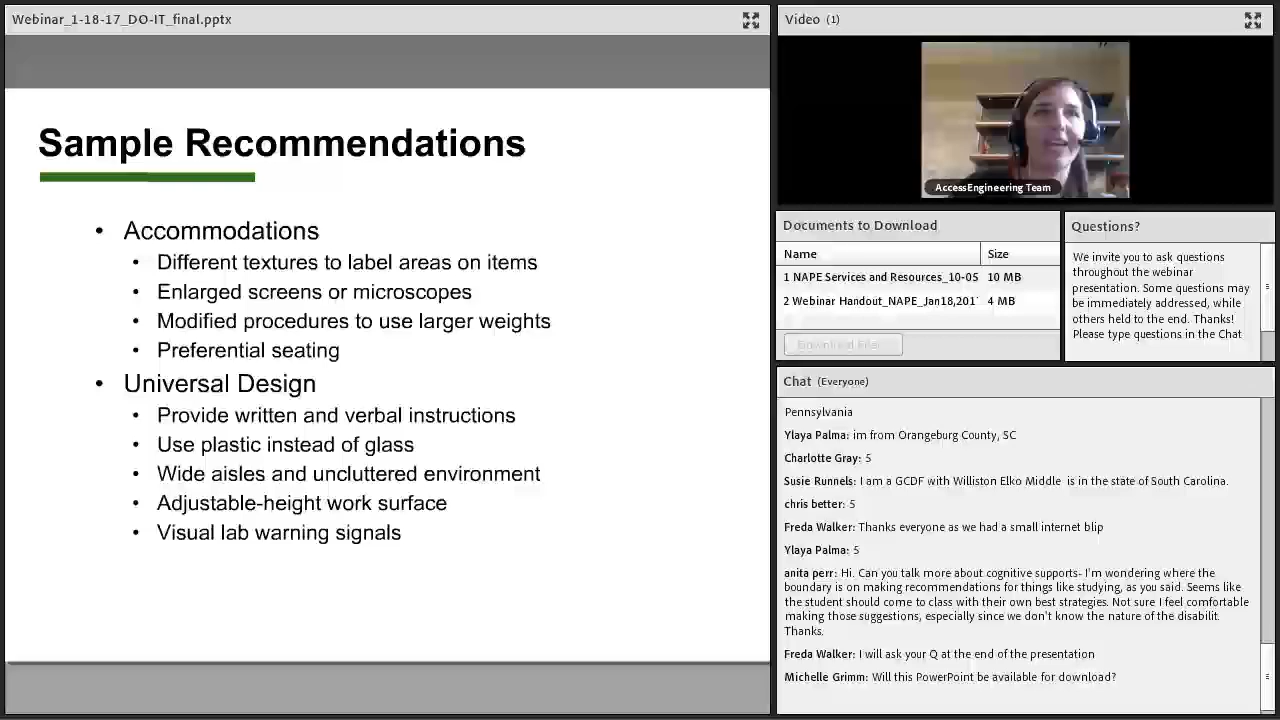 Webinar_1-18-17_DO-IT_final.pptx
Sample Recommendations
• Accommodations
• Different textures to label areas on items
• Enlarged screens or microscopes
• Modified procedures to use larger weights
• Preferential seating
• Universal Design
• Provide written and verbal instructions
• Use plastic instead of glass
• Wide aisles and uncluttered environment
• Adjustable-height work surface
• Visual lab warning signals
Video (1)
AccessEngineering Team
Documents to Download
Name Size
1 NAPE Services and Resources_10-05 10 MB
2 Webinar Handout_NAPE_Jan18,201 4 MB
Download File
Questions?
We invite you to ask questions
throughout the webinar
presentation. Some questions may
be immediately addressed, while
others held to the end. Thanks!
Please type questions in the Chat
Chat (Everyone)
Pennsylvania
Ylaya Palma: im from Orangeburg County, SC
Charlotte Gray: 5
Susie Runnels: I am a GCDF with Williston Elko Middle is in the state of South Carolina.
chris better: 5
Freda Walker: Thanks everyone as we had a small internet blip
Ylaya Palma: 5
anita perr: Hi. Can you talk more about cognitive supports- I'm wondering where the
boundary is on making recommendations for things like studying, as you said. Seems like
the student should come to class with their own best strategies. Not sure I feel comfortable
making those suggestions, especially since we don't know the nature of the disabilit.
Thanks.
Freda Walker: I will ask your Q at the end of the presentation
Michelle Grimm: Will this PowerPoint be available for download?